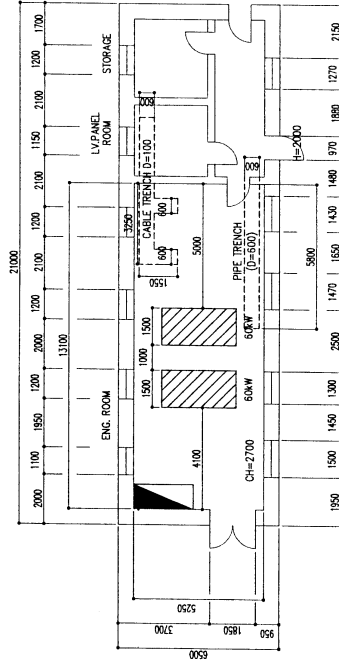 21000
2000 1100 1950 1200 2000 1200 2100 1200 2100 1150 2100 1200 1700
13100
ENG. ROOM
LV.PANEL
ROOM
STORAGE
3250
600
CABLE TRENCH D=100
1550
600
600
1500 1000 1500
5000
4100
60kW
60kW
PIPE TRENCH
(D=600)
600
CH=2700
H=2000
5800
5250
3700
1850
950
6500
1950 1500 1450 1300 2500 1470 1650 1430 1480 970 1880 1270 2150